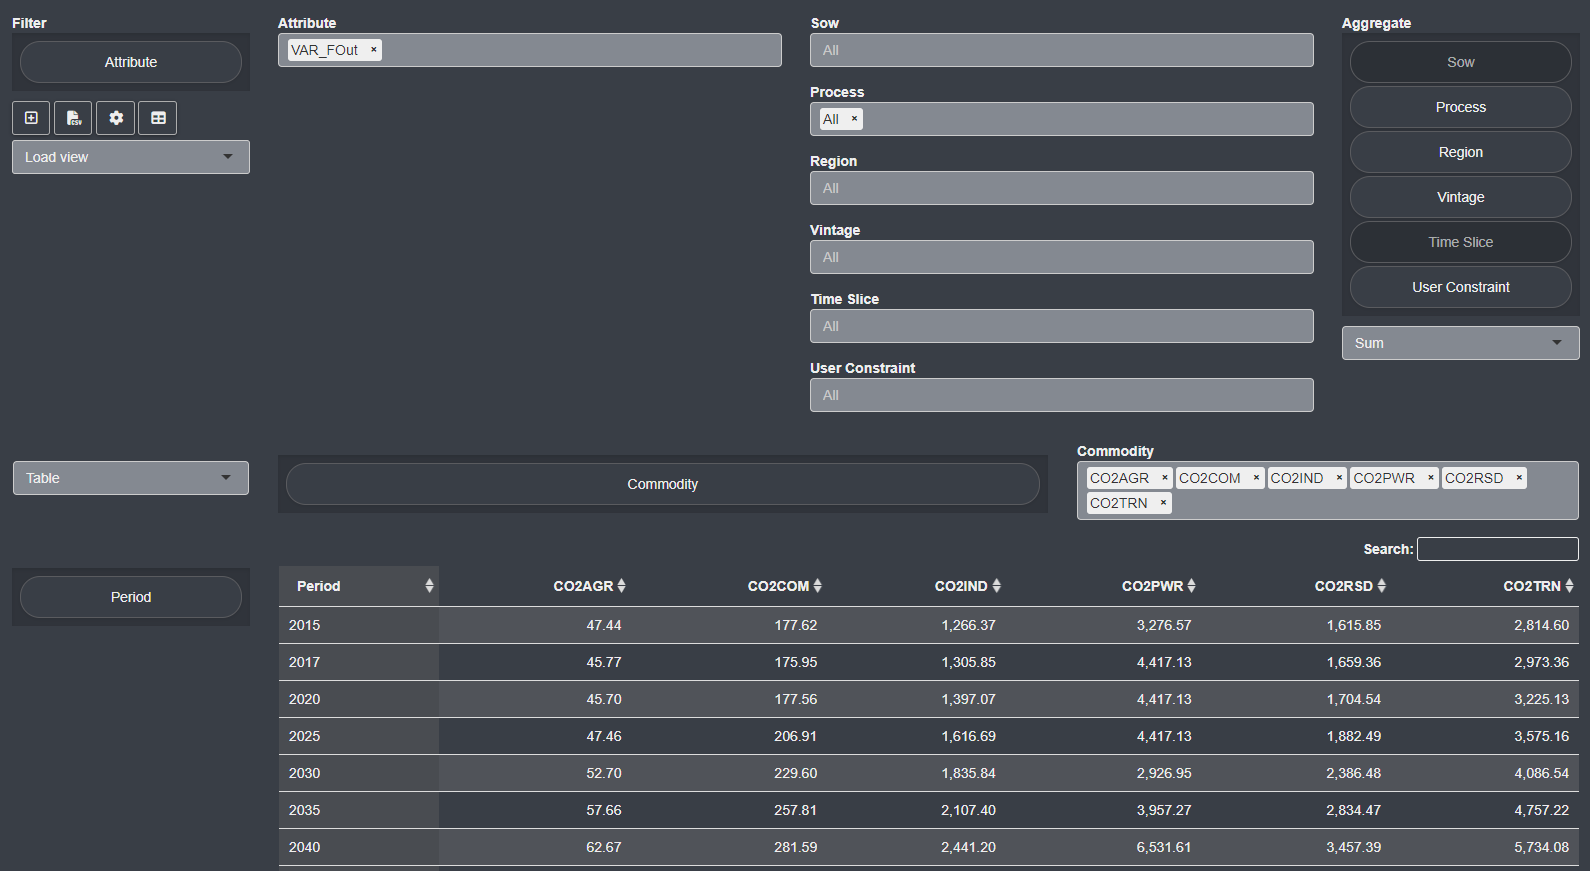 Filter
Attribute
Load view
Attribute
VAR_FOut ×
Sow
All
Process
All ×
Region
All
Vintage
All
Time Slice
All
User Constraint
All
Aggregate
Sow
Process
Region
Vintage
Time Slice
User Constraint
Sum
Table
Commodity
Commodity
CO2AGR × CO2COM × CO2IND × CO2PWR × CO2RSD ×
CO2TRN ×
Search:
Period
Period CO2AGR CO2COM CO2IND CO2PWR CO2RSD CO2TRN
2015 47.44 177.62 1,266.37 3,276.57 1,615.85 2,814.60
2017 45.77 175.95 1,305.85 4,417.13 1,659.36 2,973.36
2020 45.70 177.56 1,397.07 4,417.13 1,704.54 3,225.13
2025 47.46 206.91 1,616.69 4,417.13 1,882.49 3,575.16
2030 52.70 229.60 1,835.84 2,926.95 2,386.48 4,086.54
2035 57.66 257.81 2,107.40 3,957.27 2,834.47 4,757.22
2040 62.67 281.59 2,441.20 6,531.61 3,457.39 5,734.08